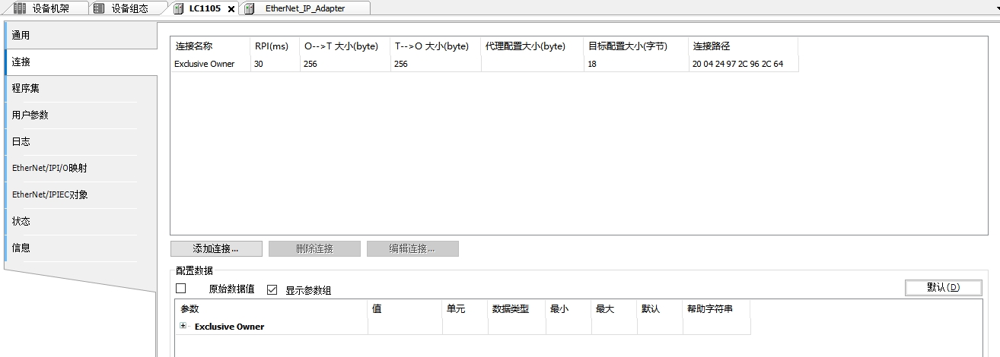 设备机架 设备组态 LC1105 EtherNet_IP_Adapter
通用
连接
程序集
用户参数
日志
EtherNet/IPI/O映射
EtherNet/IPIEC对象
状态
信息
连接名称 RPI(ms) O-->T 大小(byte) T-->O 大小(byte) 代理配置大小(byte) 目标配置大小(字节) 连接路径
Exclusive Owner 30 256 256 18 20 04 24 97 2C 96 2C 64
添加连接... 删除连接 编辑连接...
配置数据
原始数据值 显示参数组 默认(D)
参数 值 单元 数据类型 最小 最大 默认 帮助字符串
Exclusive Owner